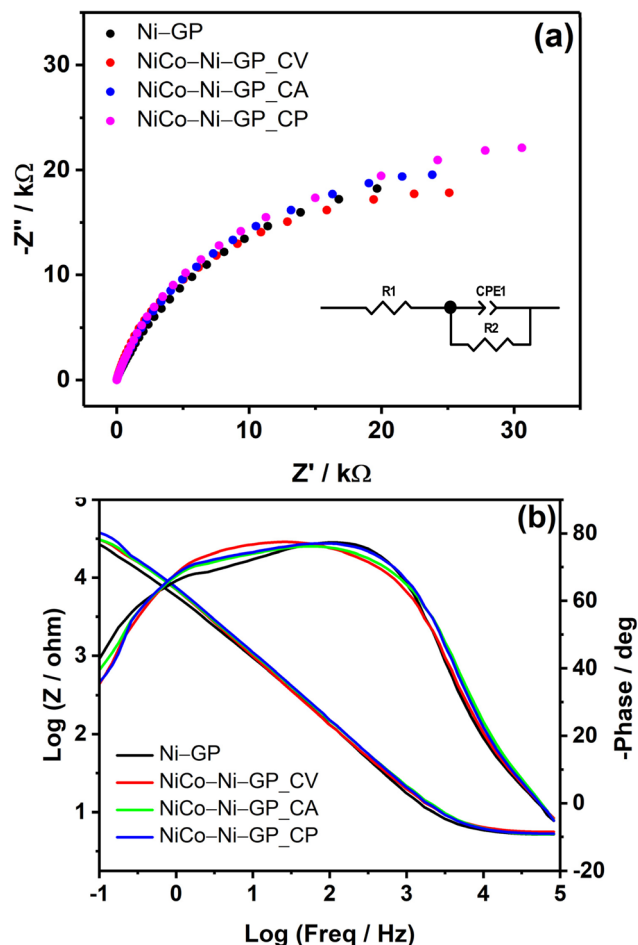 (a)
Ni–GP
NiCo–Ni–GP_CV
NiCo–Ni–GP_CA
NiCo–Ni–GP_CP
-Z'' / kΩ
30
20
10
0
R1
CPE1
R2
0
10
20
30
Z' / kΩ
(b)
Log (Z / ohm)
5
4
3
2
1
-Phase / deg
80
60
40
20
0
-20
Ni–GP
NiCo–Ni–GP_CV
NiCo–Ni–GP_CA
NiCo–Ni–GP_CP
-1
0
1
2
3
4
5
Log (Freq / Hz)